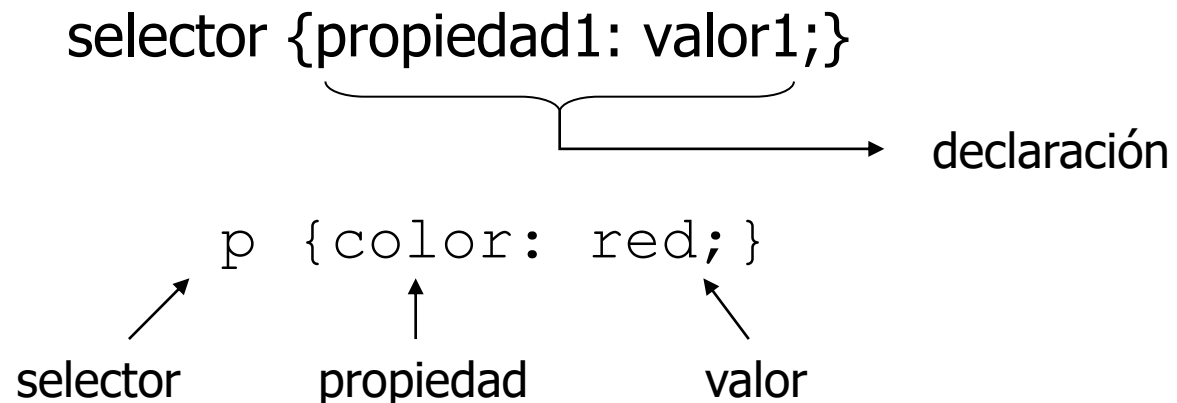 selector {propiedad1: valor1;}
declaración
p {color: red;}
selector propiedad valor